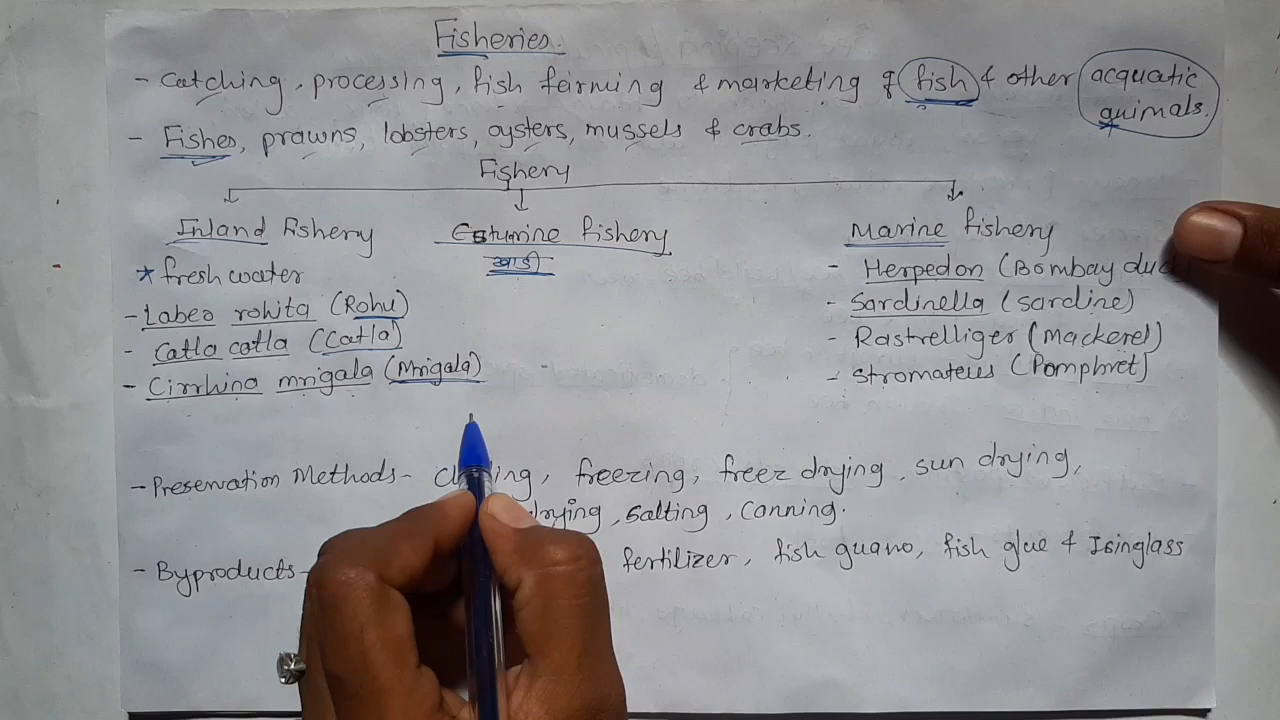 Fisheries.
- Catching, processing, fish farming & marketing of fish & other acquatic animals.
- Fishes, prawns, lobsters, oysters, mussels & crabs.
Fishery
Inland Fishery
* fresh water
- Labeo rohita (Rohu)
- Catla catla (Catla)
- Cirrhina mrigala (Mrigala)
Esturine fishery
खाडी
Marine fishery
- Herpedon (Bombay duc
- Sardinella (sardine)
- Rastrelliger (Mackerel)
- Stromateus (Pomphret)
- Preservation Methods - freezing, freez drying, sun drying,
drying, salting, canning.
- Byproducts - fertilizer, fish guano, fish glue & Isinglass